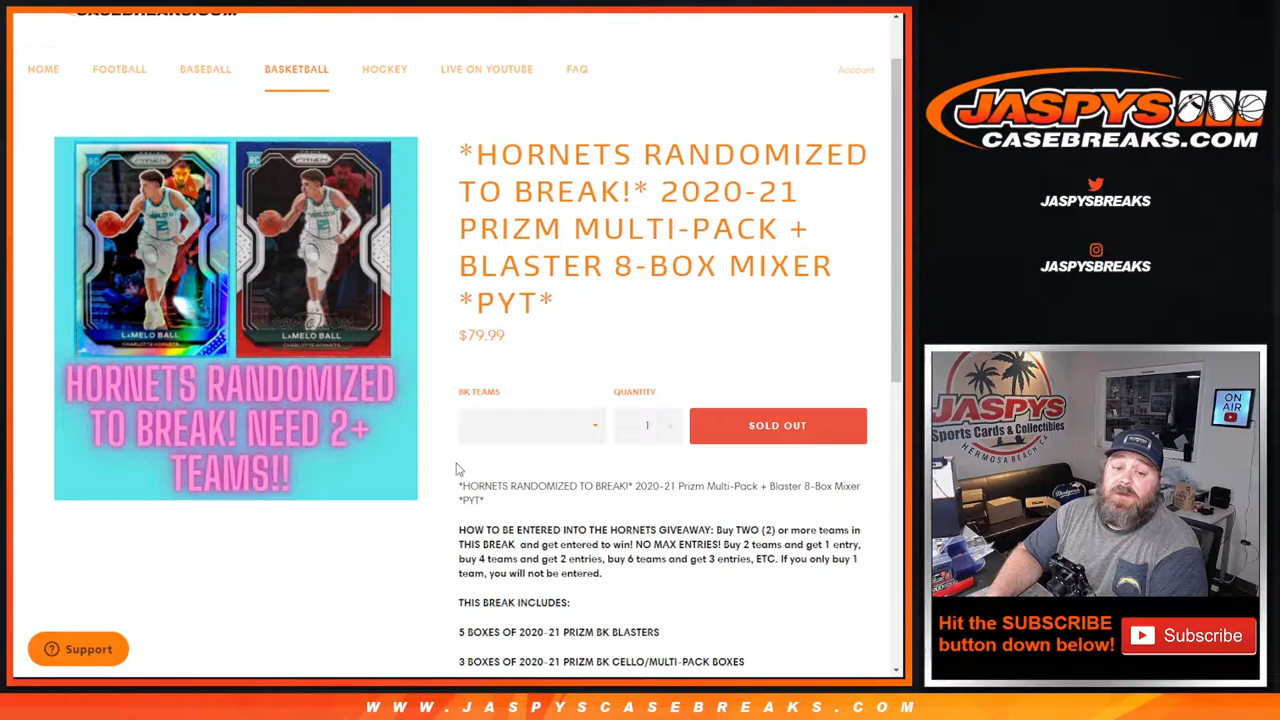 CASEBREAKS.COM
HOME FOOTBALL BASEBALL BASKETBALL HOCKEY LIVE ON YOUTUBE FAQ Account
RC PRIZM RC PRIZM
LaMELO BALL LaMELO BALL
CHARLOTTE HORNETS CHARLOTTE HORNETS
HORNETS RANDOMIZED
TO BREAK! NEED 2+
TEAMS!!
*HORNETS RANDOMIZED
TO BREAK!* 2020-21
PRIZM MULTI-PACK +
BLASTER 8-BOX MIXER
*PYT*
$79.99
BK TEAMS QUANTITY
1 SOLD OUT
*HORNETS RANDOMIZED TO BREAK!* 2020-21 Prizm Multi-Pack + Blaster 8-Box Mixer
*PYT*
HOW TO BE ENTERED INTO THE HORNETS GIVEAWAY: Buy TWO (2) or more teams in
THIS BREAK and get entered to win! NO MAX ENTRIES! Buy 2 teams and get 1 entry,
buy 4 teams and get 2 entries, buy 6 teams and get 3 entries, ETC. If you only buy 1
team, you will not be entered.
THIS BREAK INCLUDES:
5 BOXES OF 2020-21 PRIZM BK BLASTERS
3 BOXES OF 2020-21 PRIZM BK CELLO/MULTI-PACK BOXES
Support
JASPYS
CASEBREAKS.COM
JASPYSBREAKS
JASPYSBREAKS
JASPYS
Sports Cards & Collectibles
HERMOSA BEACH, CA
ON
AIR
Dodgers
Hit the SUBSCRIBE
button down below!
Subscribe
WWW.JASPYSCASEBREAKS.COM